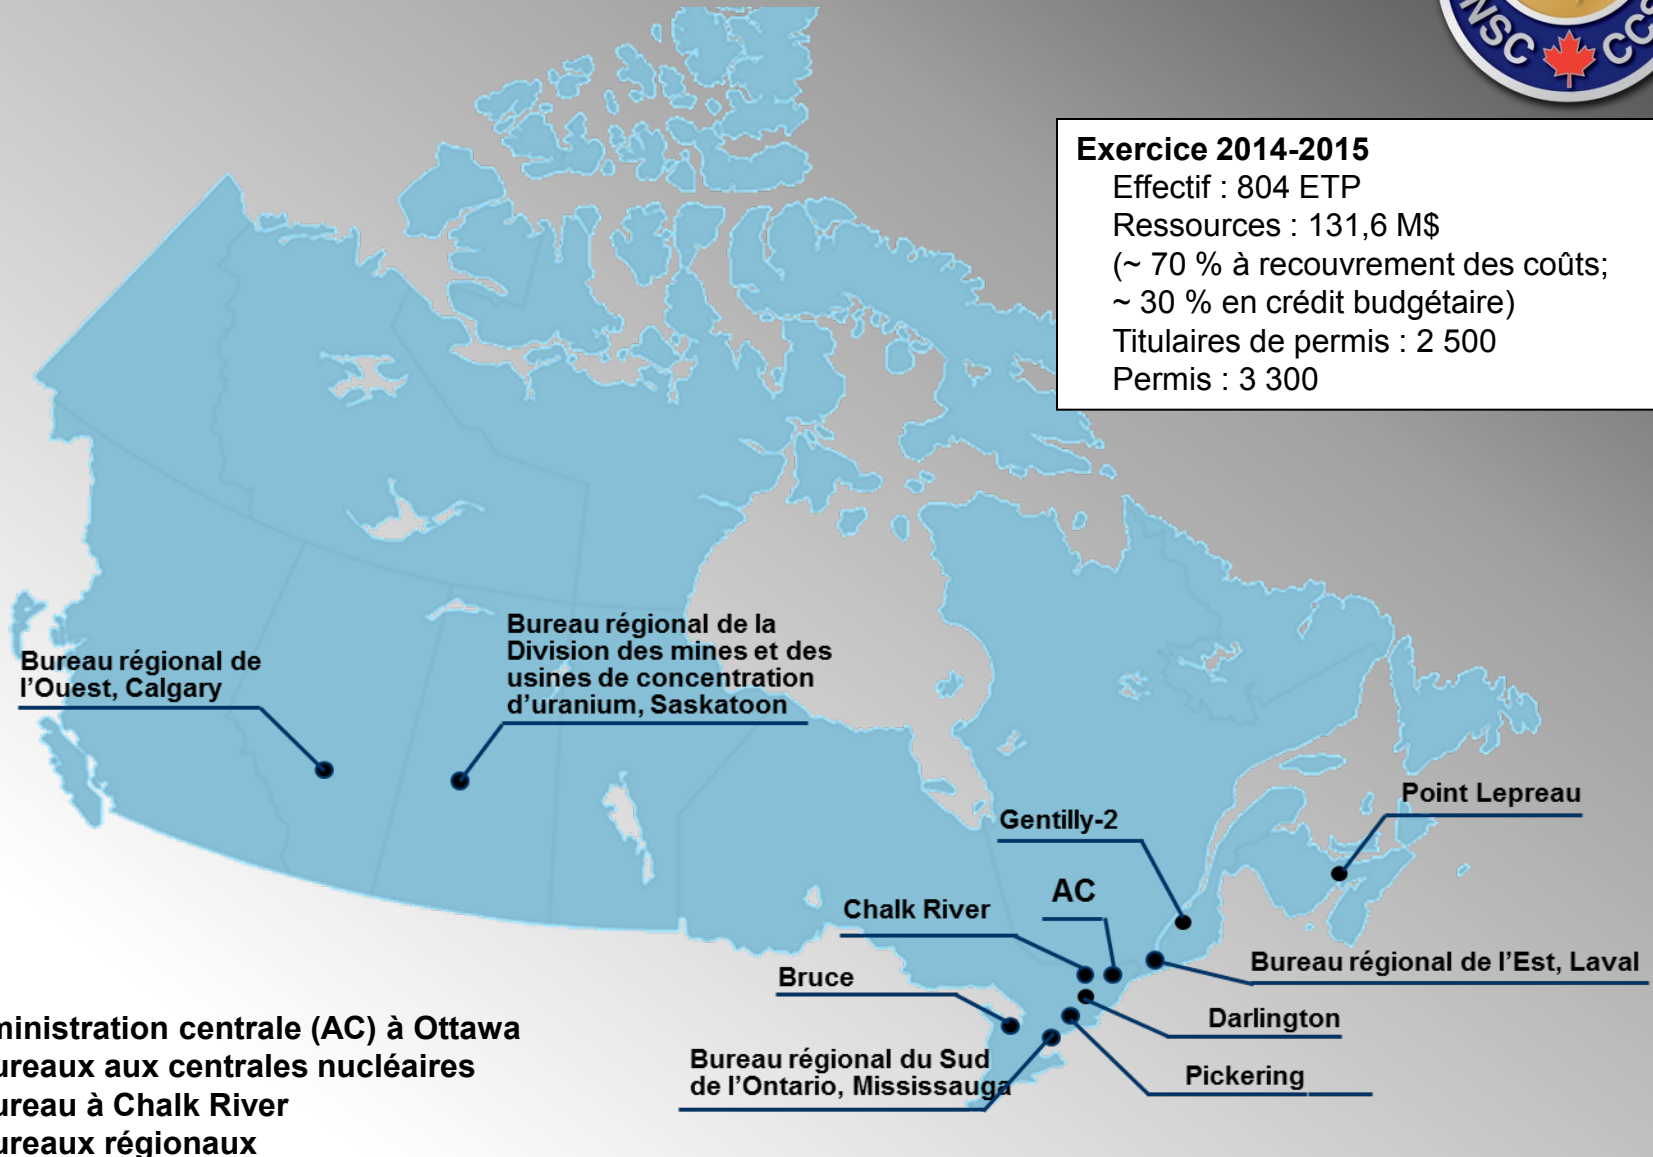 NSC CCS
Exercice 2014-2015
Effectif : 804 ETP
Ressources : 131,6 M$
(~ 70 % à recouvrement des coûts;
~ 30 % en crédit budgétaire)
Titulaires de permis : 2 500
Permis : 3 300
Bureau régional de
l'Ouest, Calgary
Bureau régional de la
Division des mines et des
usines de concentration
d'uranium, Saskatoon
Point Lepreau
Gentilly-2
AC
Chalk River
Bureau régional de l'Est, Laval
Bruce
Darlington
Bureau régional du Sud
de l'Ontario, Mississauga
Pickering
ministration centrale (AC) à Ottawa
ureaux aux centrales nucléaires
ureau à Chalk River
ureaux régionaux